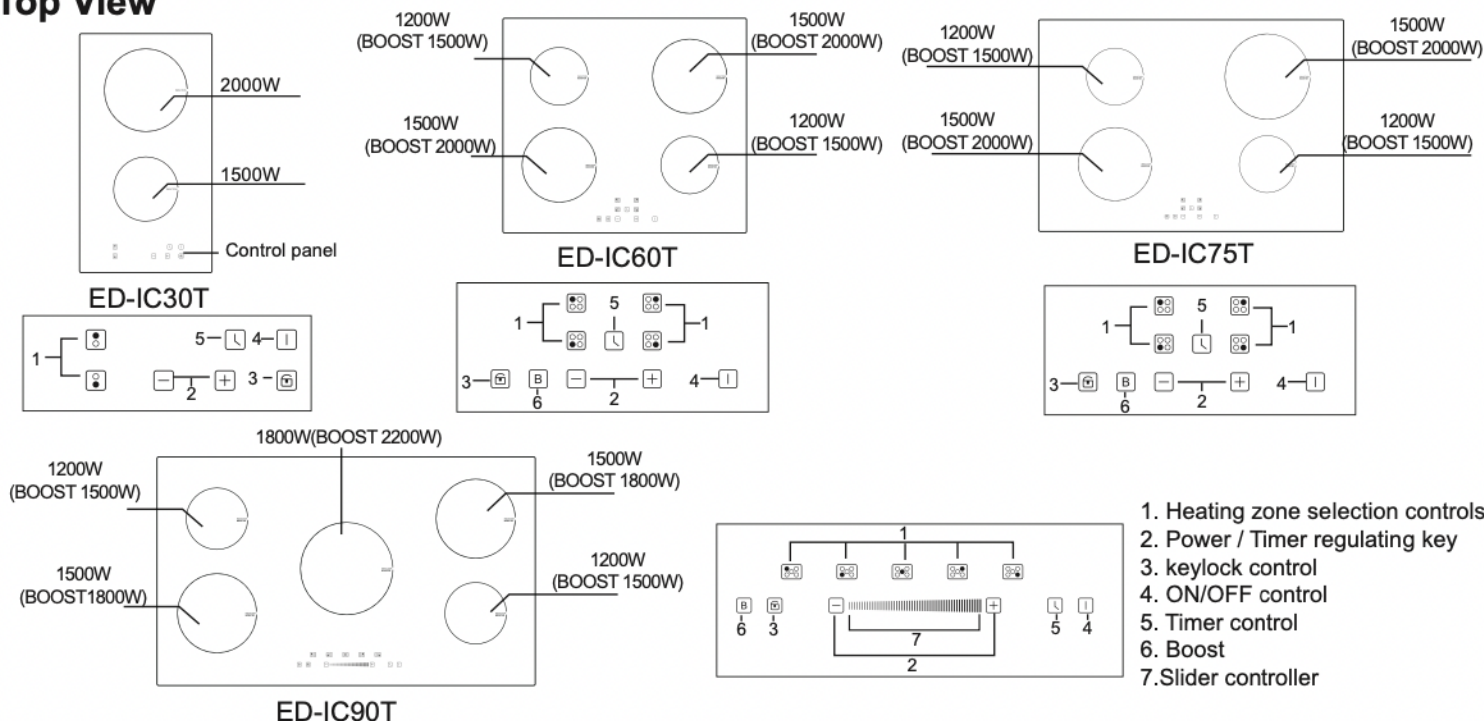 Top View
2000W
1500W
Control panel
ED-IC30T
1
5
4
2
3
1200W
(BOOST 1500W)
1500W
(BOOST 2000W)
1500W
(BOOST 2000W)
1200W
(BOOST 1500W)
ED-IC60T
1
5
1
3
B
6
2
4
1200W
(BOOST 1500W)
1500W
(BOOST 2000W)
1500W
(BOOST 2000W)
1200W
(BOOST 1500W)
ED-IC75T
1
5
1
3
B
6
2
4
1800W(BOOST 2200W)
1200W
(BOOST 1500W)
1500W
(BOOST 1800W)
1500W
(BOOST1800W)
1200W
(BOOST 1500W)
ED-IC90T
1
B
6
3
7
2
5
4
1. Heating zone selection controls
2. Power / Timer regulating key
3. keylock control
4. ON/OFF control
5. Timer control
6. Boost
7.Slider controller